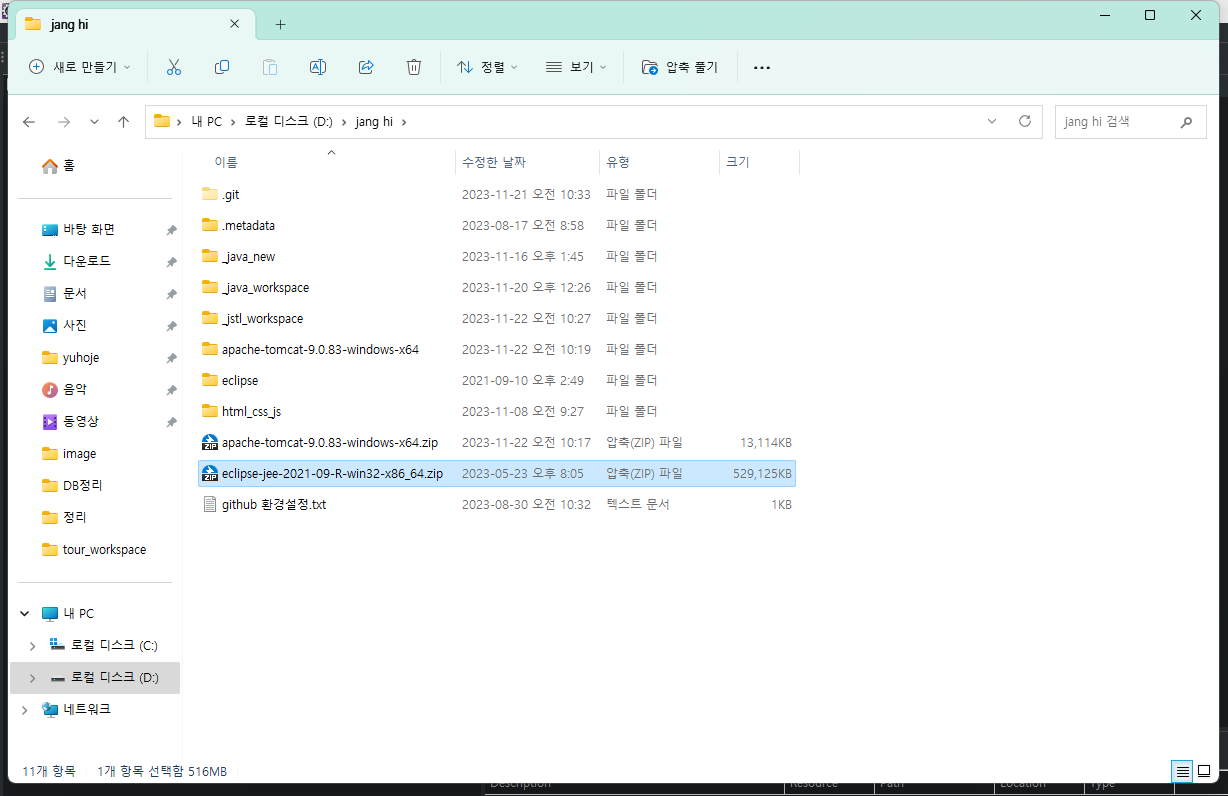 jang hi
새로 만들기
정렬
보기
압축 풀기
내 PC > 로컬 디스크 (D:) > jang hi >
jang hi 검색
홈
바탕 화면
다운로드
문서
사진
yuhoje
음악
동영상
image
DB정리
정리
tour_workspace
내 PC
로컬 디스크 (C:)
로컬 디스크 (D:)
네트워크
이름 수정한 날짜 유형 크기
.git 2023-11-21 오전 10:33 파일 폴더
.metadata 2023-08-17 오전 8:58 파일 폴더
_java_new 2023-11-16 오후 1:45 파일 폴더
_java_workspace 2023-11-20 오후 12:26 파일 폴더
_jstl_workspace 2023-11-22 오전 10:27 파일 폴더
apache-tomcat-9.0.83-windows-x64 2023-11-22 오전 10:19 파일 폴더
eclipse 2021-09-10 오후 2:49 파일 폴더
html_css_js 2023-11-08 오전 9:27 파일 폴더
apache-tomcat-9.0.83-windows-x64.zip 2023-11-22 오전 10:17 압축(ZIP) 파일 13,114KB
eclipse-jee-2021-09-R-win32-x86_64.zip 2023-05-23 오후 8:05 압축(ZIP) 파일 529,125KB
github 환경설정.txt 2023-08-30 오전 10:32 텍스트 문서 1KB
11개 항목 1개 항목 선택함 516MB
Description Resource Path Location Type